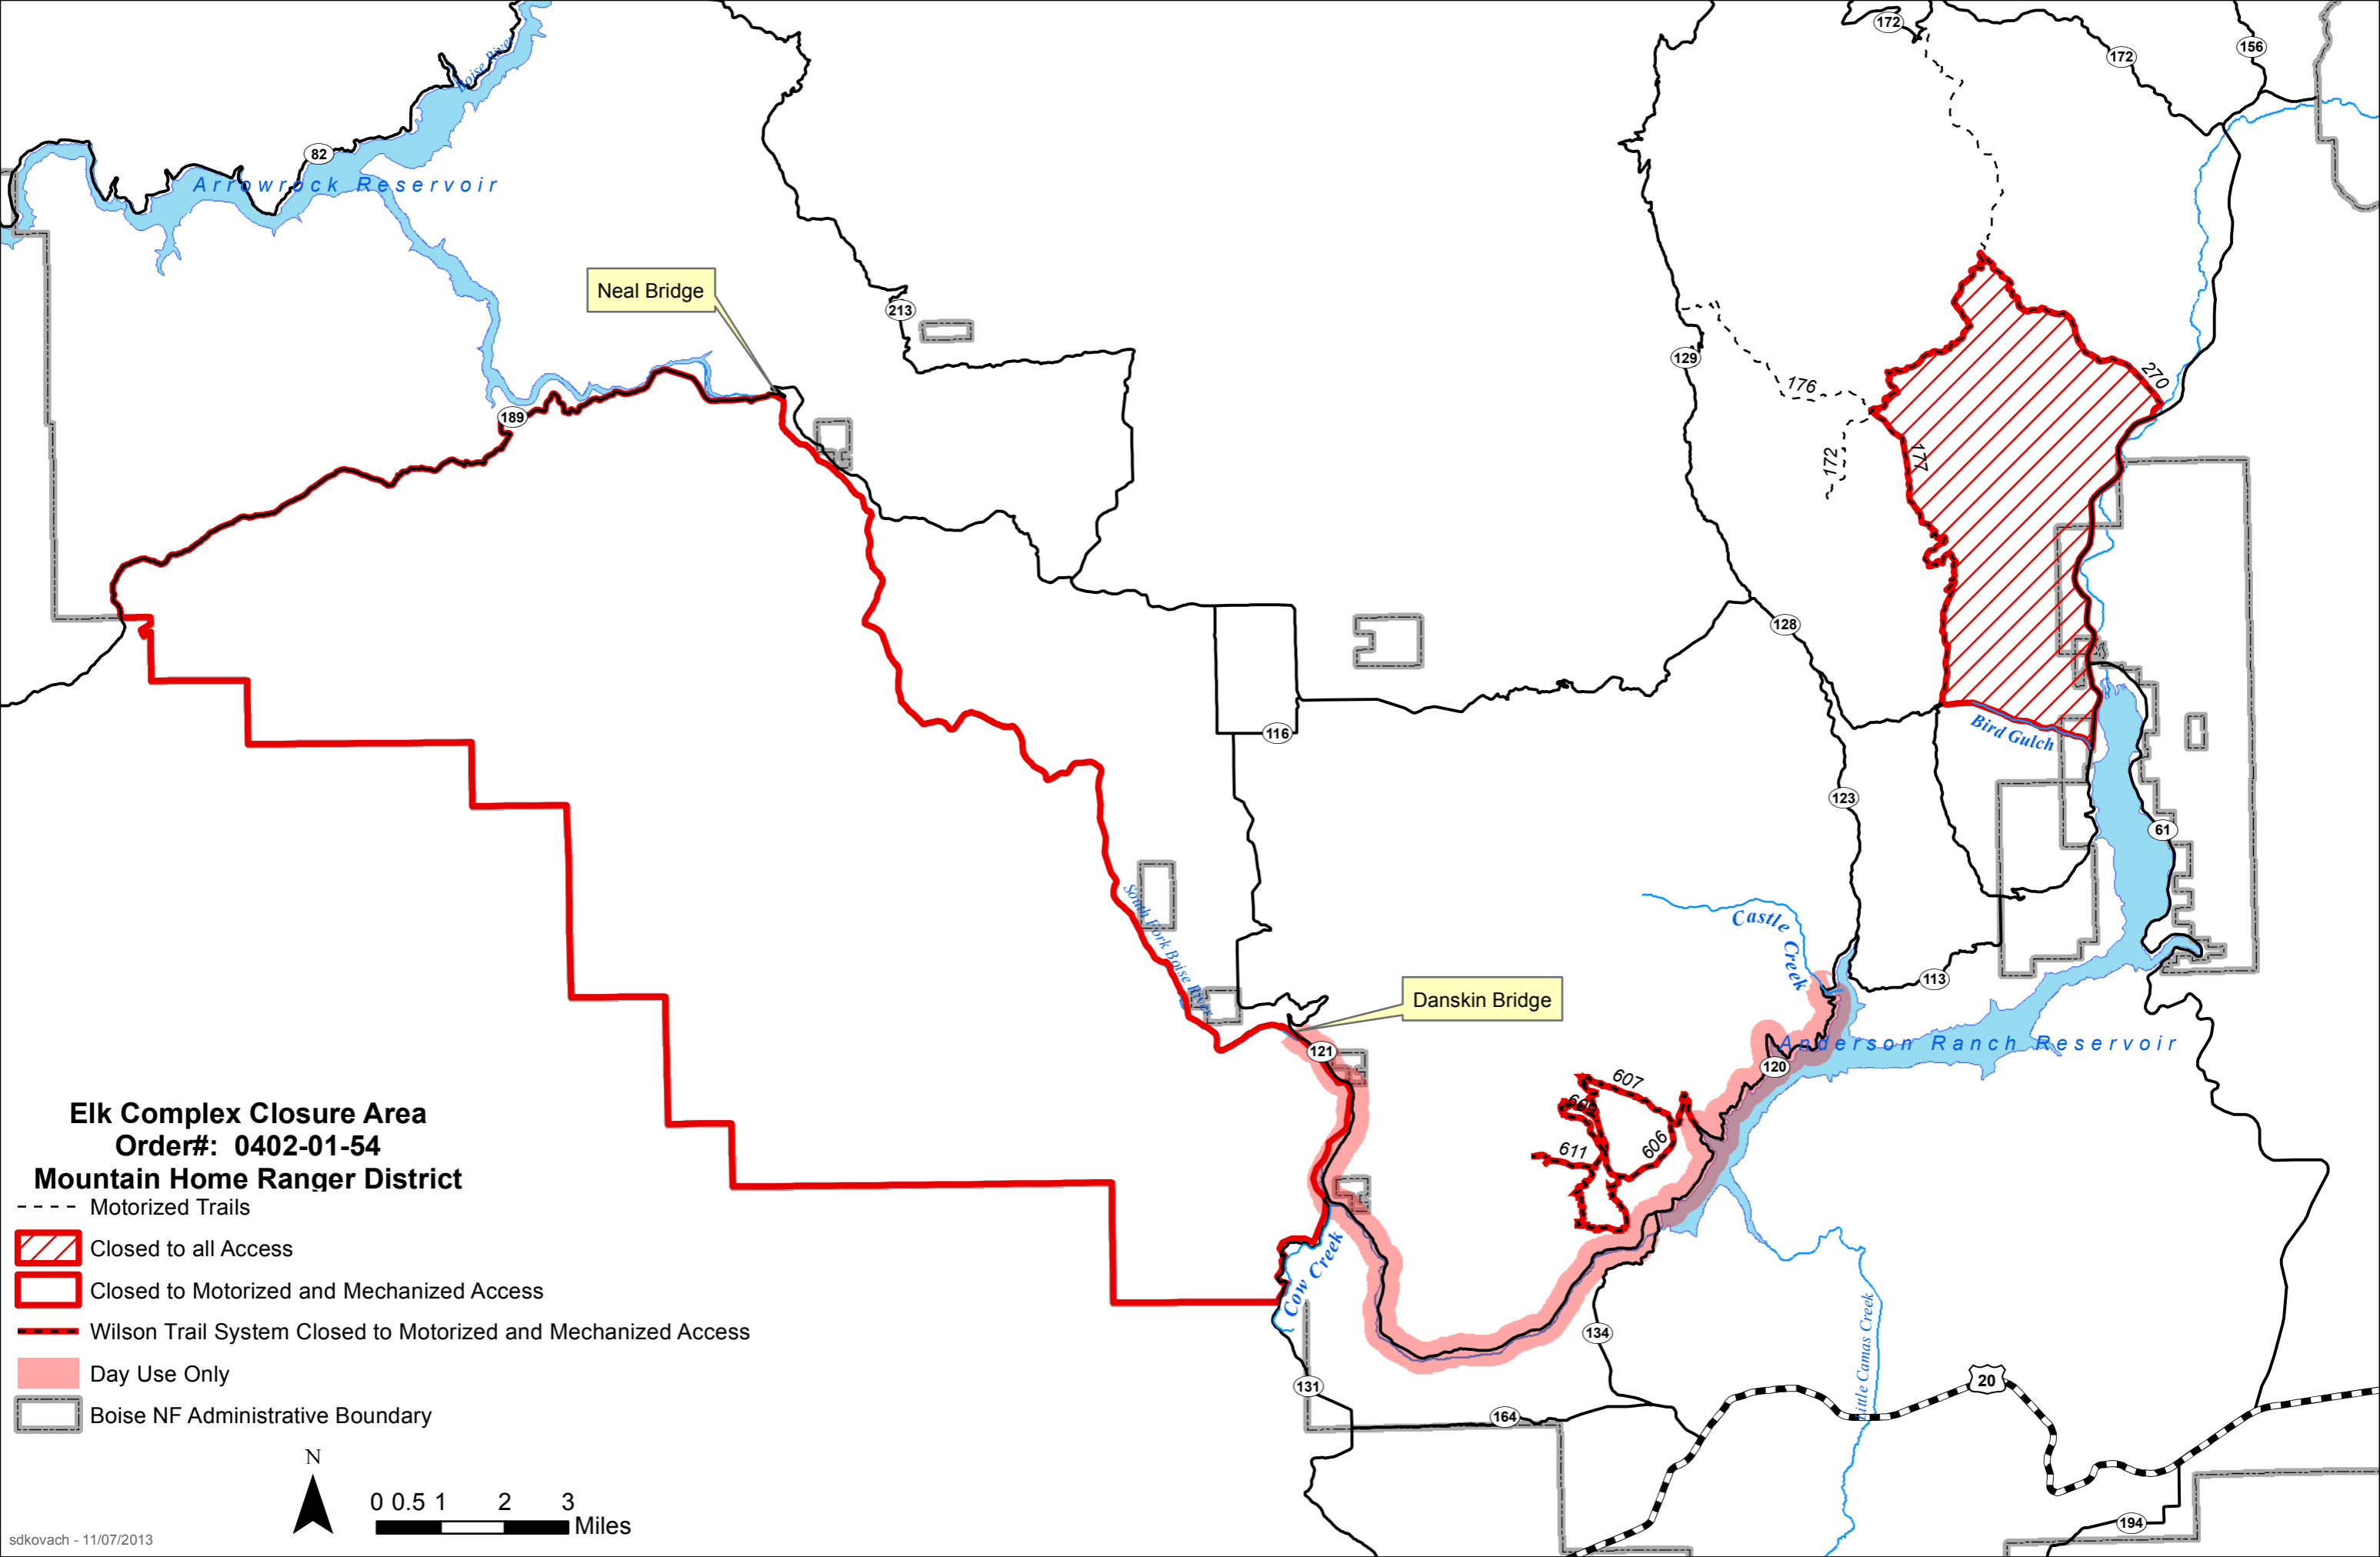 172
172
156
Boise River
82
Arrowrock Reservoir
Neal Bridge
213
129
176
270
189
172
177
128
116
Bird Gulch
123
61
South Fork Boise River
Castle Creek
113
Danskin Bridge
121
Anderson Ranch Reservoir
120
607
609
606
611
Cow Creek
Little Camas Creek
134
131
20
164
194
Elk Complex Closure Area
Order#: 0402-01-54
Mountain Home Ranger District
Motorized Trails
Closed to all Access
Closed to Motorized and Mechanized Access
Wilson Trail System Closed to Motorized and Mechanized Access
Day Use Only
Boise NF Administrative Boundary
N
0 0.5 1 2 3
Miles
sdkovach - 11/07/2013